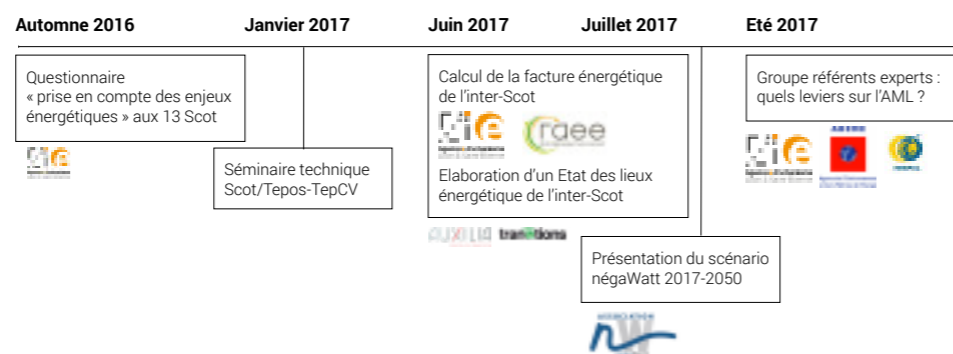 Automne 2016
Janvier 2017
Juin 2017
Juillet 2017
Eté 2017
Questionnaire
« prise en compte des enjeux
énergétiques » aux 13 Scot
Séminaire technique
Scot/Tepos-TepCV
Calcul de la facture énergétique
de l'inter-Scot
raee
Elaboration d'un Etat des lieux
énergétique de l'inter-Scot
AUXILIA transitions
Présentation du scénario
négaWatt 2017-2050
ASSOCIATION
Groupe référents experts :
quels leviers sur l'AML ?
ADEME